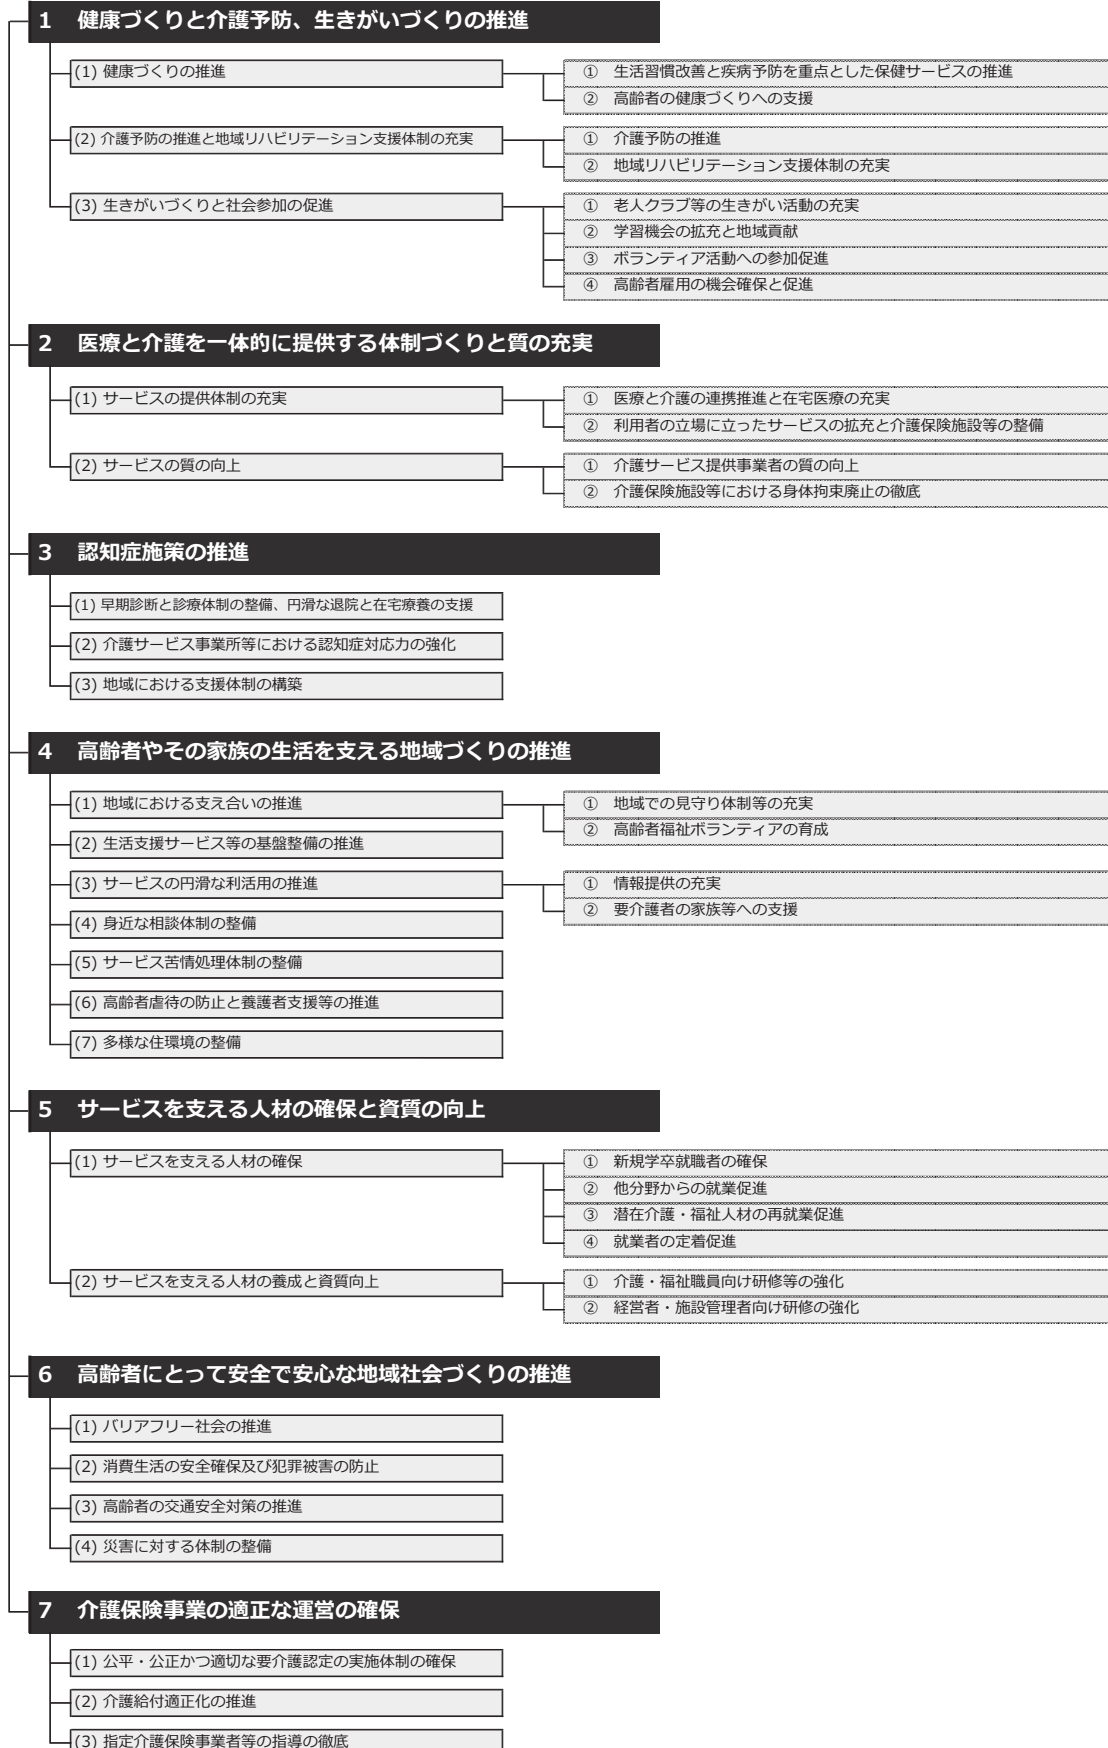 1 健康づくりと介護予防、生きがいづくりの推進
(1) 健康づくりの推進
① 生活習慣改善と疾病予防を重点とした保健サービスの推進
② 高齢者の健康づくりへの支援
(2) 介護予防の推進と地域リハビリテーション支援体制の充実
① 介護予防の推進
② 地域リハビリテーション支援体制の充実
(3) 生きがいづくりと社会参加の促進
① 老人クラブ等の生きがい活動の充実
② 学習機会の拡充と地域貢献
③ ボランティア活動への参加促進
④ 高齢者雇用の機会確保と促進
2 医療と介護を一体的に提供する体制づくりと質の充実
(1) サービスの提供体制の充実
① 医療と介護の連携推進と在宅医療の充実
② 利用者の立場に立ったサービスの拡充と介護保険施設等の整備
(2) サービスの質の向上
① 介護サービス提供事業者の質の向上
② 介護保険施設等における身体拘束廃止の徹底
3 認知症施策の推進
(1) 早期診断と診療体制の整備、円滑な退院と在宅療養の支援
(2) 介護サービス事業所等における認知症対応力の強化
(3) 地域における支援体制の構築
4 高齢者やその家族の生活を支える地域づくりの推進
(1) 地域における支え合いの推進
① 地域での見守り体制等の充実
② 高齢者福祉ボランティアの育成
(2) 生活支援サービス等の基盤整備の推進
(3) サービスの円滑な利活用の推進
① 情報提供の充実
② 要介護者の家族等への支援
(4) 身近な相談体制の整備
(5) サービス苦情処理体制の整備
(6) 高齢者虐待の防止と養護者支援等の推進
(7) 多様な住環境の整備
5 サービスを支える人材の確保と資質の向上
(1) サービスを支える人材の確保
① 新規学卒就職者の確保
② 他分野からの就業促進
③ 潜在介護・福祉人材の再就業促進
④ 就業者の定着促進
(2) サービスを支える人材の養成と資質向上
① 介護・福祉職員向け研修等の強化
② 経営者・施設管理者向け研修の強化
6 高齢者にとって安全で安心な地域社会づくりの推進
(1) バリアフリー社会の推進
(2) 消費生活の安全確保及び犯罪被害の防止
(3) 高齢者の交通安全対策の推進
(4) 災害に対する体制の整備
7 介護保険事業の適正な運営の確保
(1) 公平・公正かつ適切な要介護認定の実施体制の確保
(2) 介護給付適正化の推進
(3) 指定介護保険事業者等の指導の徹底